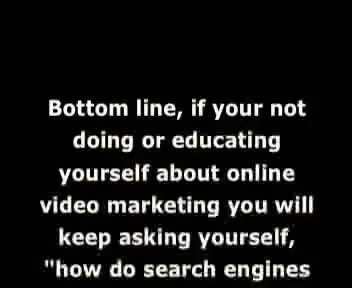 Bottom line, if your not
doing or educating
yourself about online
video marketing you will
keep asking yourself,
"how do search engines